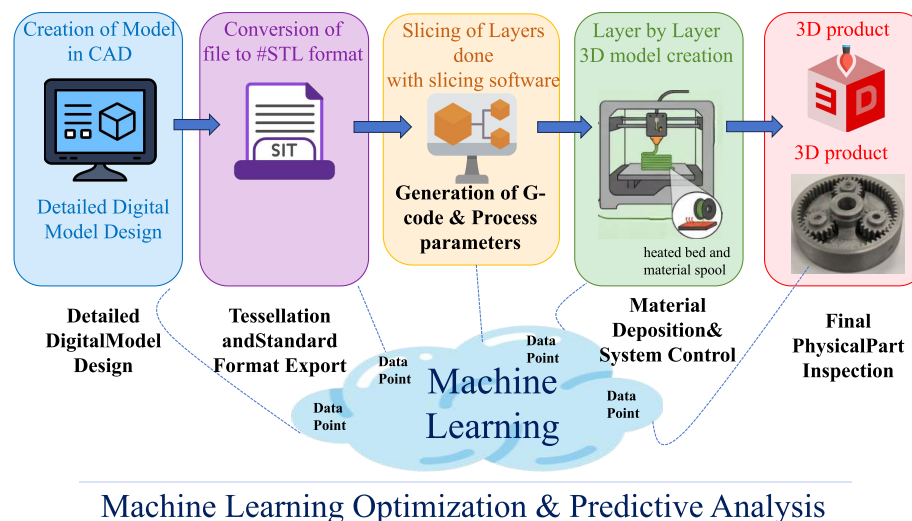 Creation of Model
in CAD
Detailed Digital
Model Design
Conversion of
file to #STL format
SIT
Slicing of Layers
done
with slicing software
Generation of G-
code & Process
parameters
Layer by Layer
3D model creation
heated bed and
material spool
3D product
3D
3D product
Detailed
DigitalModel
Design
Tessellation
andStandard
Format Export
Material
Deposition&
System Control
Final
PhysicalPart
Inspection
Data
Point
Data
Point
Data
Point
Data
Point
Machine
Learning
Machine Learning Optimization & Predictive Analysis